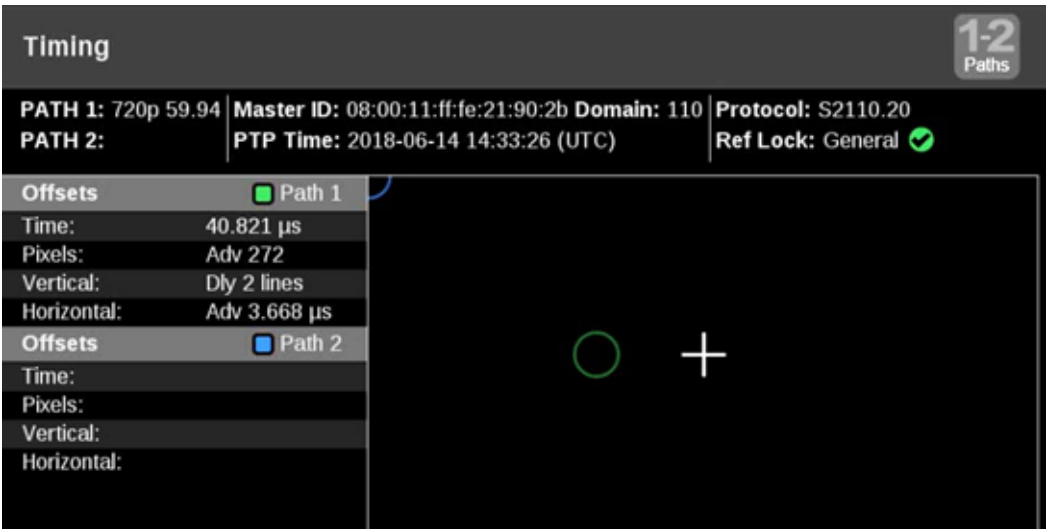 Timing
1-2
Paths
PATH 1: 720p 59.94 Master ID: 08:00:11:ff:fe:21:90:2b Domain: 110 Protocol: S2110.20
PATH 2: PTP Time: 2018-06-14 14:33:26 (UTC) Ref Lock: General
Offsets Path 1
Time: 40.821 µs
Pixels: Adv 272
Vertical: Dly 2 lines
Horizontal: Adv 3.668 µs
Offsets Path 2
Time:
Pixels:
Vertical:
Horizontal: